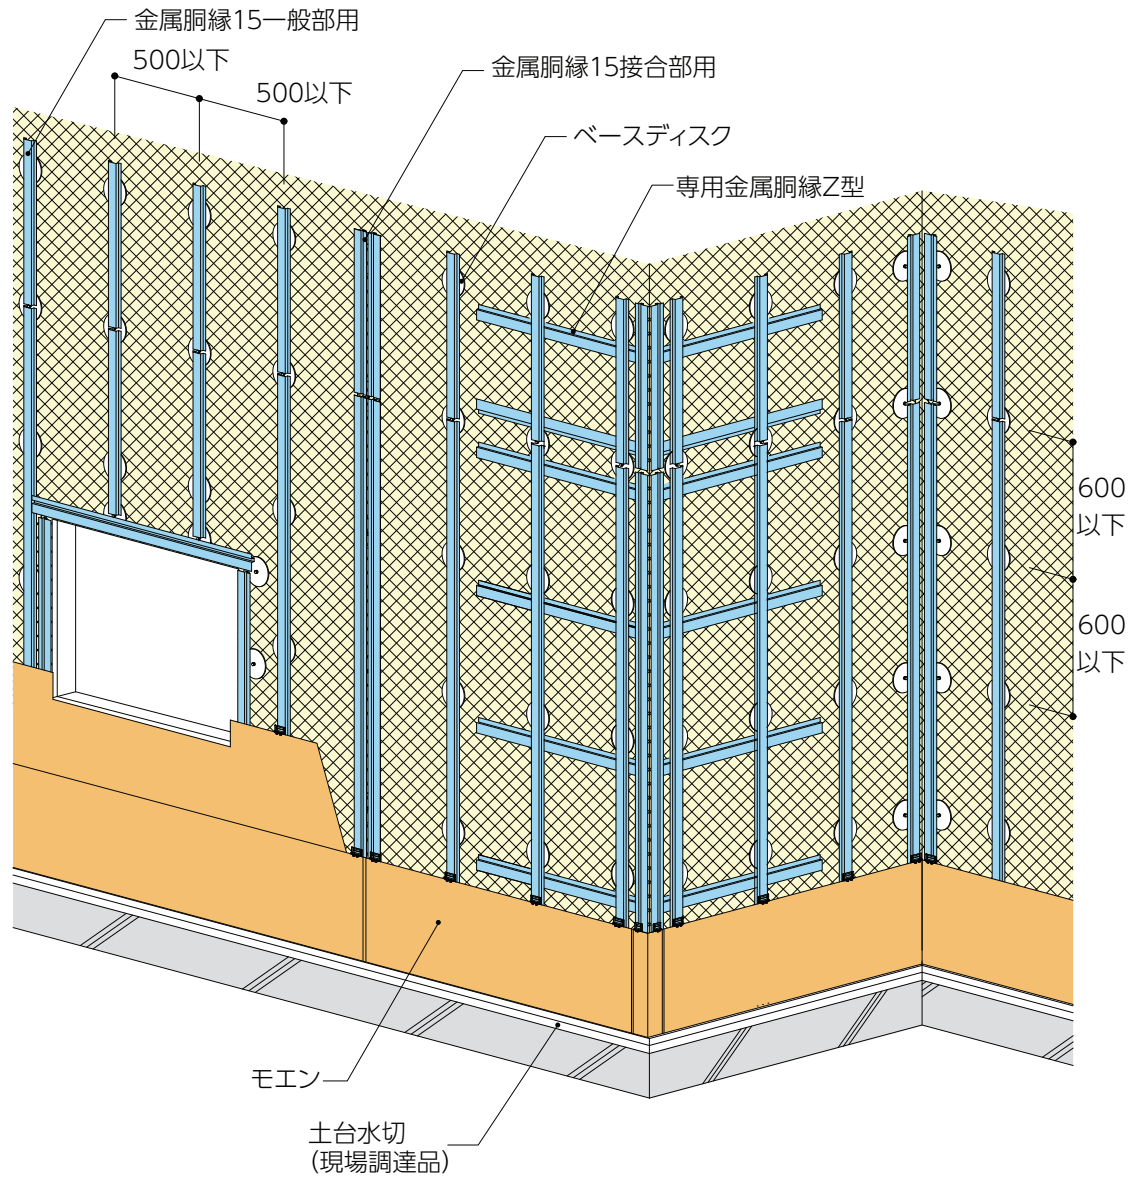 金属胴縁15一般部用
500以下
500以下
金属胴縁15接合部用
ベースディスク
専用金属胴縁Z型
600
以下
600
以下
モエン
土台水切
(現場調達品)